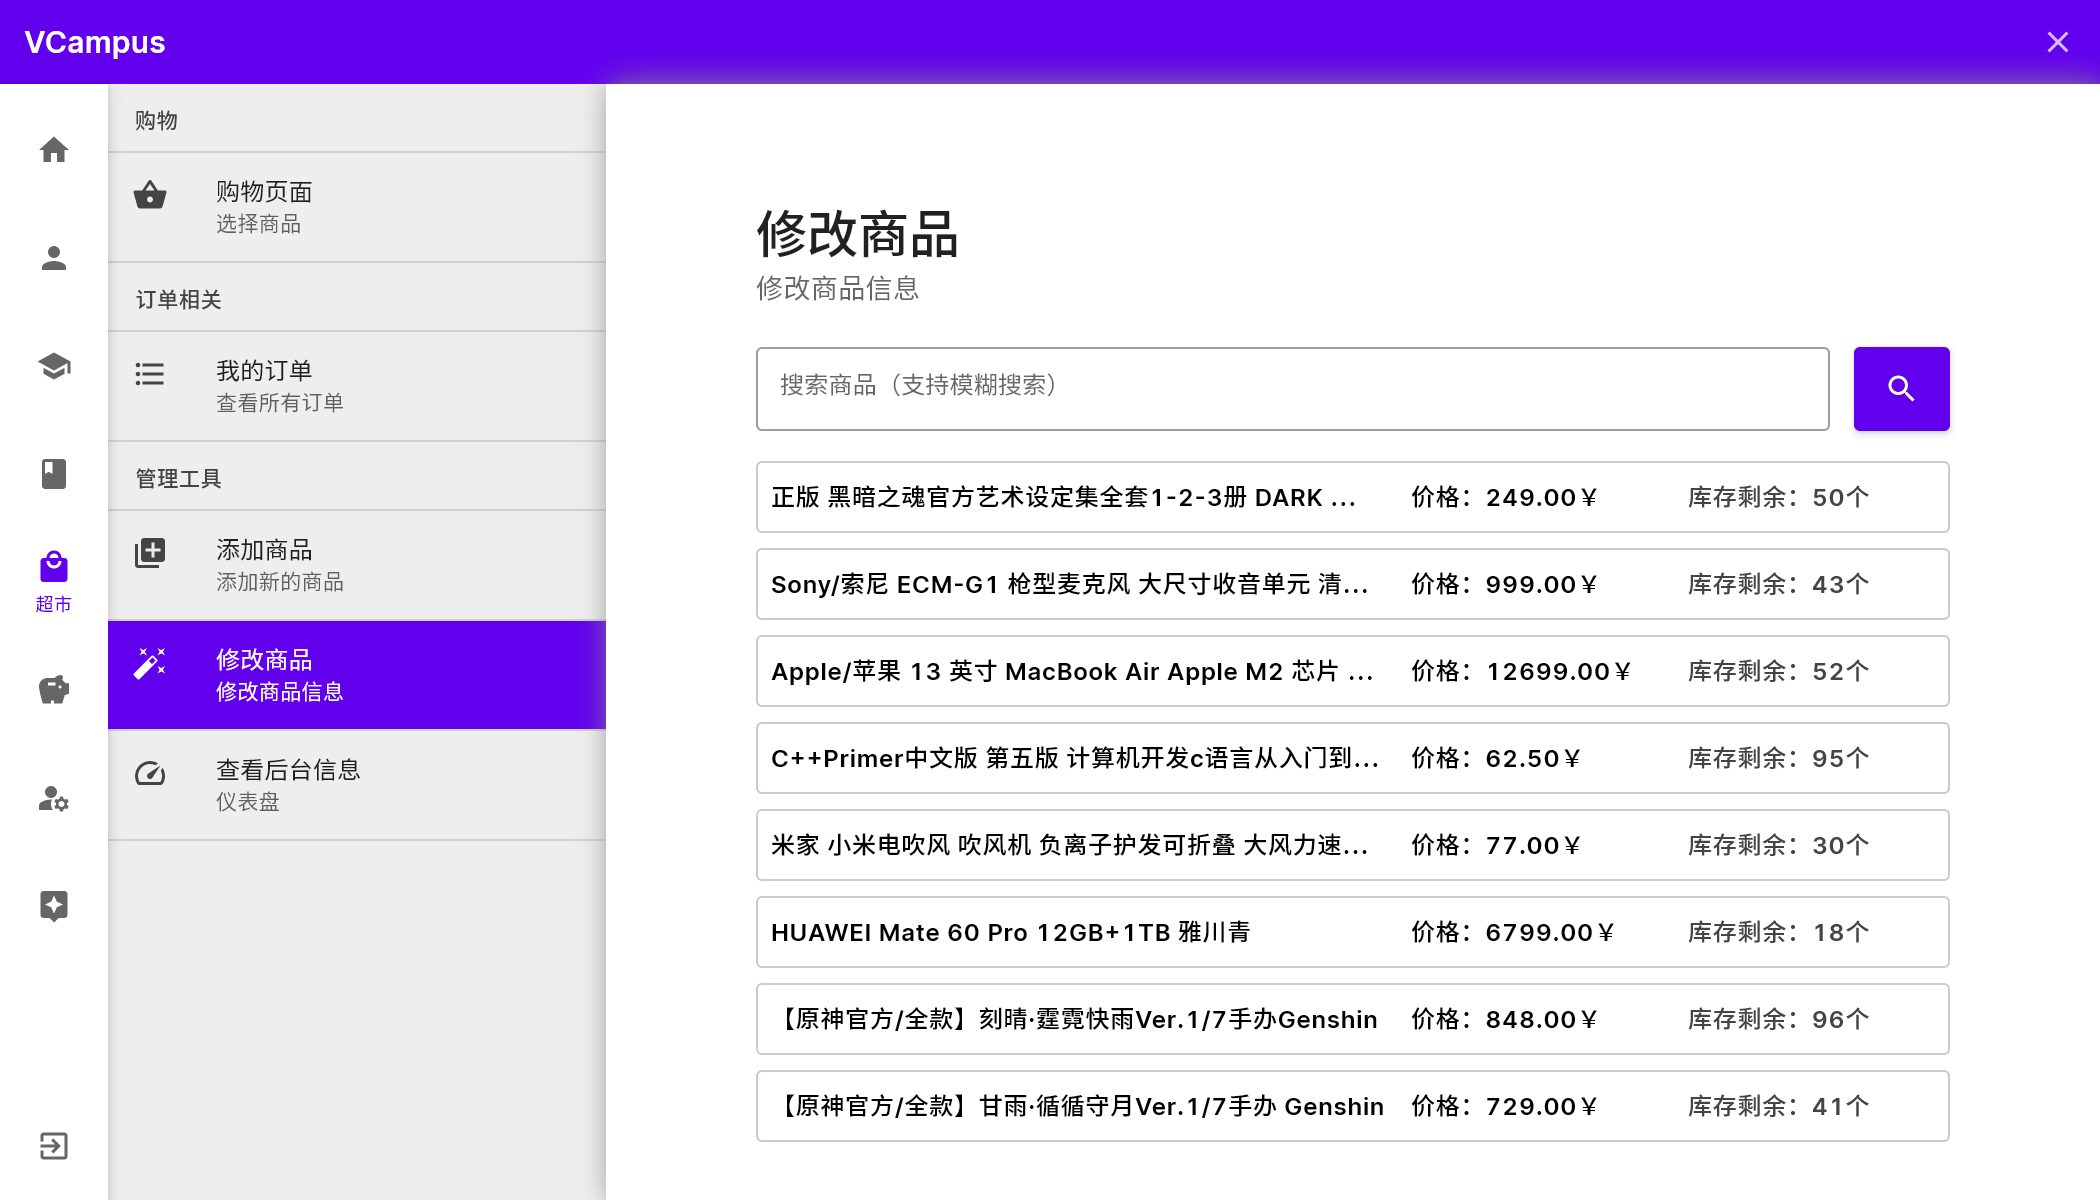 VCampus
购物
购物页面
选择商品
订单相关
我的订单
查看所有订单
管理工具
添加商品
添加新的商品
超市
修改商品
修改商品信息
查看后台信息
仪表盘
修改商品
修改商品信息
搜索商品（支持模糊搜索）
正版 黑暗之魂官方艺术设定集全套1-2-3册 DARK ... 价格：249.00¥ 库存剩余：50个
Sony/索尼 ECM-G1 枪型麦克风 大尺寸收音单元 清... 价格：999.00¥ 库存剩余：43个
Apple/苹果 13 英寸 MacBook Air Apple M2 芯片 ... 价格：12699.00¥ 库存剩余：52个
C++Primer中文版 第五版 计算机开发c语言从入门到... 价格：62.50¥ 库存剩余：95个
米家 小米电吹风 吹风机 负离子护发可折叠 大风力速... 价格：77.00¥ 库存剩余：30个
HUAWEI Mate 60 Pro 12GB+1TB 雅川青 价格：6799.00¥ 库存剩余：18个
【原神官方/全款】刻晴·霆霓快雨Ver.1/7手办Genshin 价格：848.00¥ 库存剩余：96个
【原神官方/全款】甘雨·循循守月Ver.1/7手办 Genshin 价格：729.00¥ 库存剩余：41个